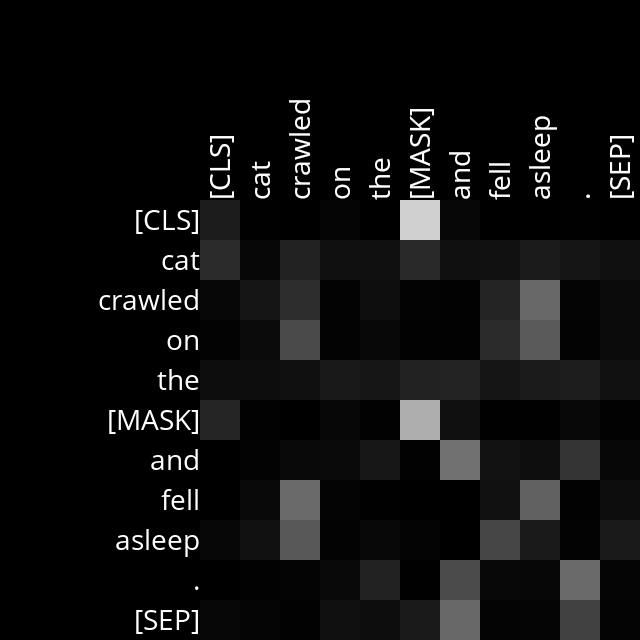 [CLS] cat crawled on the [MASK] and fell asleep . [SEP]
[CLS]
cat
crawled
on
the
[MASK]
and
fell
asleep
.
[SEP]